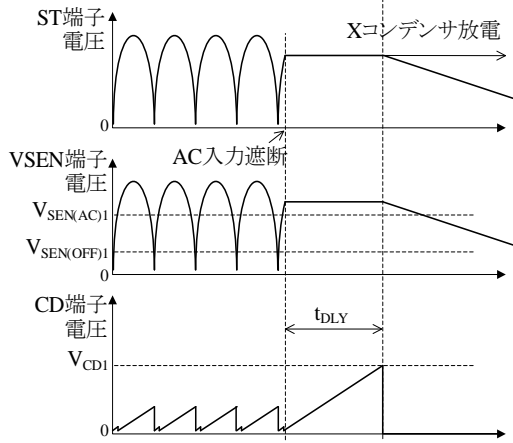 ST端子
電圧
Xコンデンサ放電
0
AC入力遮断
VSEN端子
電圧
VSEN(AC)1
VSEN(OFF)1
CD端子
電圧
tDLY
VCD1
0